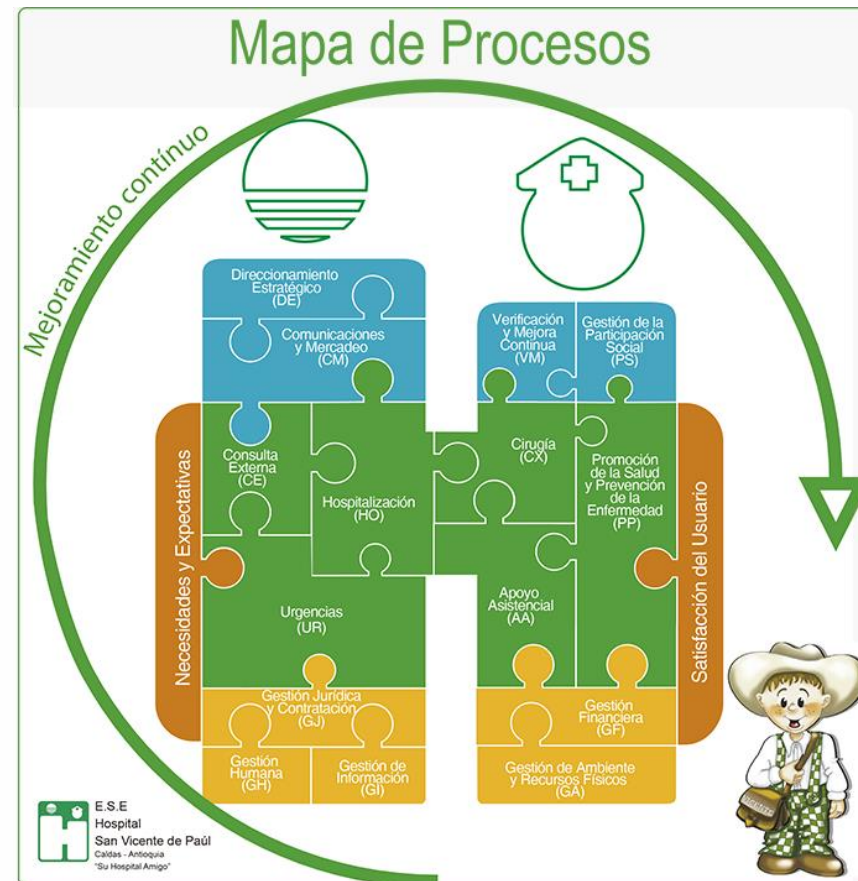 Mapa de Procesos
Mejoramiento contínuo
Direccionamiento
Estratégico
(DE)
Comunicaciones
y Mercadeo
(CM)
Verificación
y Mejora
Continua
(VM)
Gestión de la
Participación
Social
(PS)
Necesidades y Expectativas
Consulta
Externa
(CE)
Hospitalización
(HO)
Cirugía
(CX)
Promoción
de la Salud
y Prevención
de la
Enfermedad
(PP)
Satisfacción del Usuario
Urgencias
(UR)
Apoyo
Asistencial
(AA)
Gestión Jurídica
y Contratación
(GJ)
Gestión
Financiera
(GF)
Gestión
Humana
(GH)
Gestión de
Información
(GI)
Gestión de Ambiente
y Recursos Físicos
(GA)
E.S.E
Hospital
San Vicente de Paúl
Caldas - Antioquia
"Su Hospital Amigo"